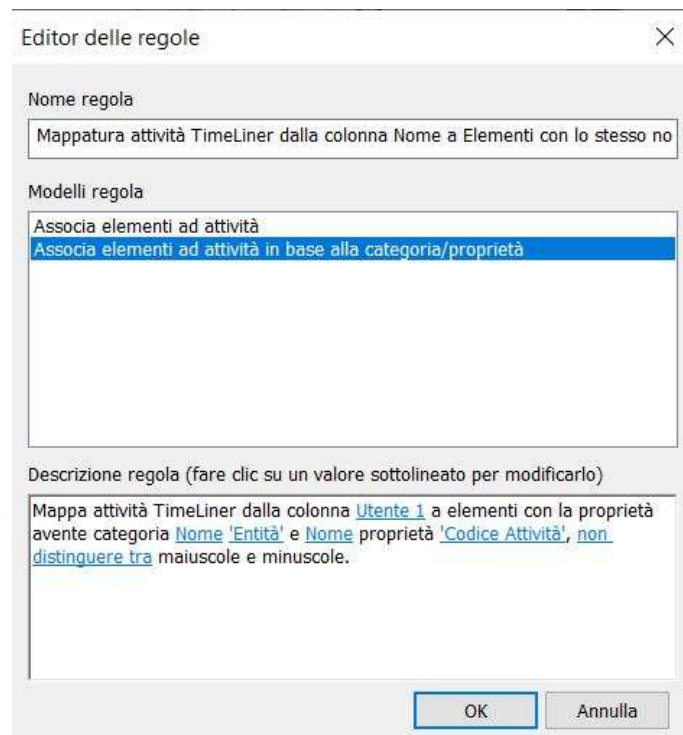 Editor delle regole
Nome regola
Mappatura attività TimeLiner dalla colonna Nome a Elementi con lo stesso no
Modelli regola
Associa elementi ad attività
Associa elementi ad attività in base alla categoria/proprietà
Descrizione regola (fare clic su un valore sottolineato per modificarlo)
Mappa attività TimeLiner dalla colonna Utente 1 a elementi con la proprietà
avente categoria Nome 'Entità' e Nome proprietà 'Codice Attività', non
distinguere tra maiuscole e minuscole.
OK
Annulla